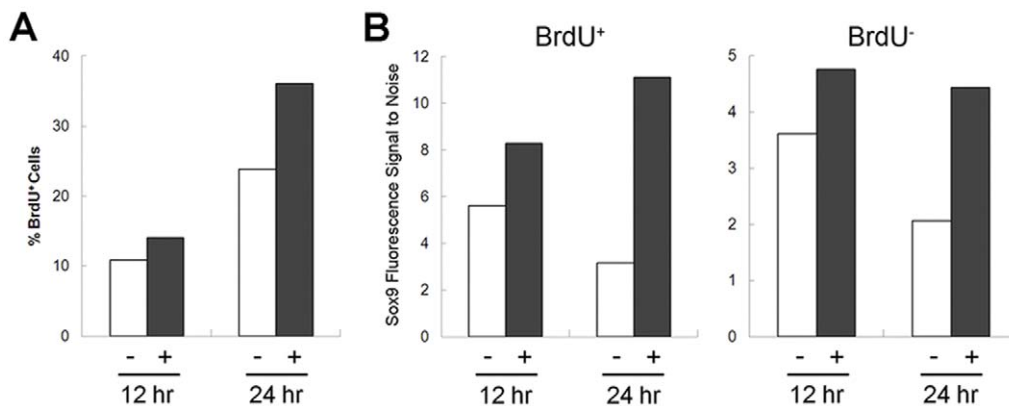 A
% BrdU⁺Cells
40
30
20
10
0
- + - +
12 hr 24 hr
B
BrdU⁺
Sox9 Fluorescence Signal to Noise
12
10
8
6
4
2
0
- + - +
12 hr 24 hr
BrdU⁻
5
4
3
2
1
0
- + - +
12 hr 24 hr